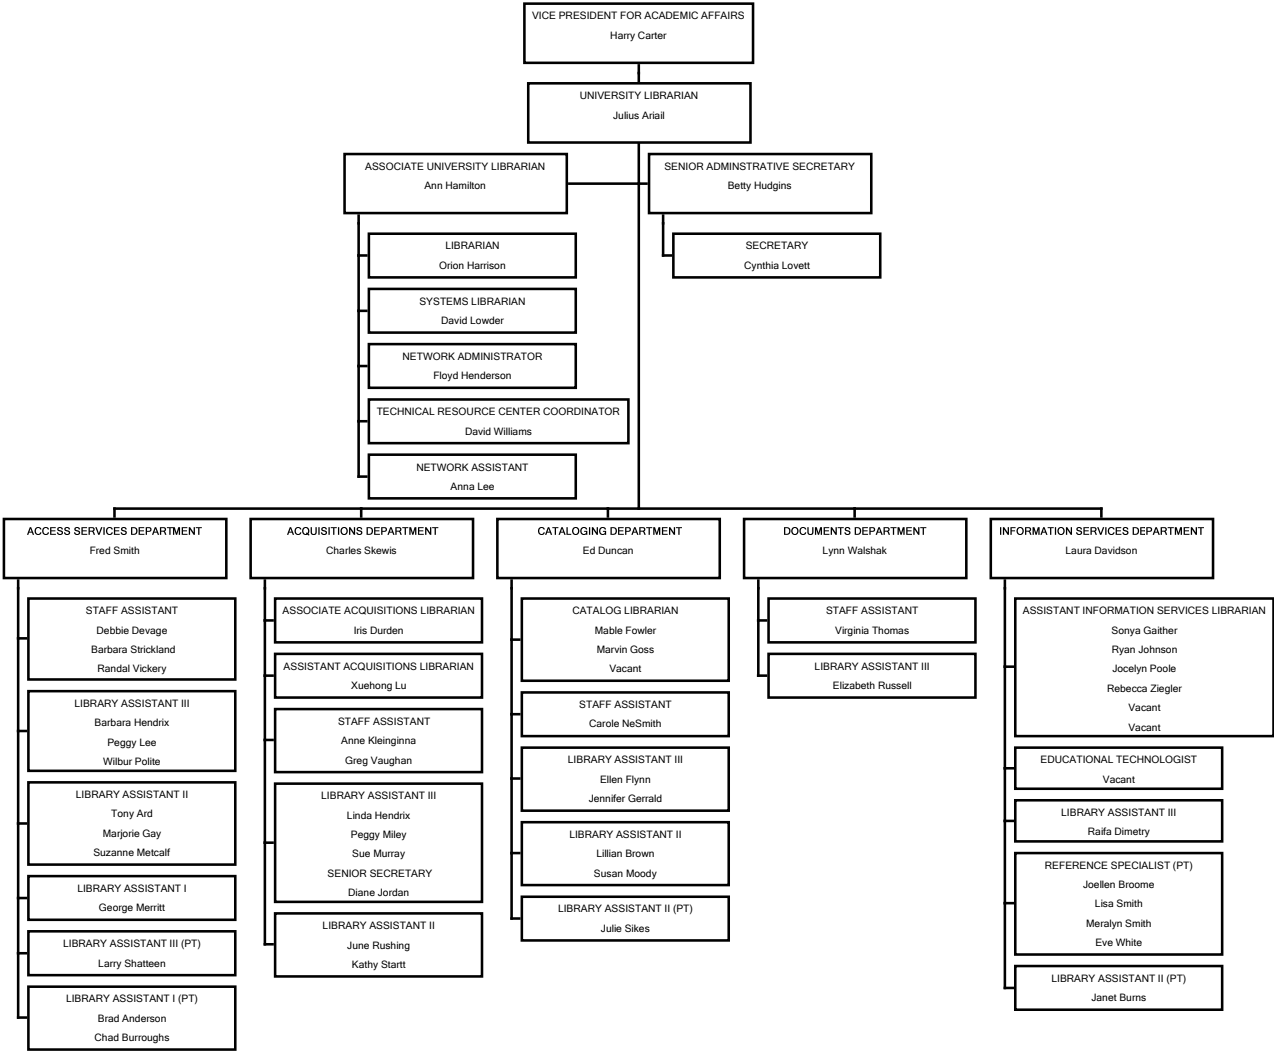 VICE PRESIDENT FOR ACADEMIC AFFAIRS
Harry Carter
UNIVERSITY LIBRARIAN
Julius Ariail
ASSOCIATE UNIVERSITY LIBRARIAN
Ann Hamilton
SENIOR ADMINSTRATIVE SECRETARY
Betty Hudgins
LIBRARIAN
Orion Harrison
SECRETARY
Cynthia Lovett
SYSTEMS LIBRARIAN
David Lowder
NETWORK ADMINISTRATOR
Floyd Henderson
TECHNICAL RESOURCE CENTER COORDINATOR
David Williams
NETWORK ASSISTANT
Anna Lee
ACCESS SERVICES DEPARTMENT
Fred Smith
STAFF ASSISTANT
Debbie Devage
Barbara Strickland
Randal Vickery
LIBRARY ASSISTANT III
Barbara Hendrix
Peggy Lee
Wilbur Polite
LIBRARY ASSISTANT II
Tony Ard
Marjorie Gay
Suzanne Metcalf
LIBRARY ASSISTANT I
George Merritt
LIBRARY ASSISTANT III (PT)
Larry Shatteen
LIBRARY ASSISTANT I (PT)
Brad Anderson
Chad Burroughs
ACQUISITIONS DEPARTMENT
Charles Skewis
ASSOCIATE ACQUISITIONS LIBRARIAN
Iris Durden
ASSISTANT ACQUISITIONS LIBRARIAN
Xuehong Lu
STAFF ASSISTANT
Anne Kleinginna
Greg Vaughan
LIBRARY ASSISTANT III
Linda Hendrix
Peggy Miley
Sue Murray
SENIOR SECRETARY
Diane Jordan
LIBRARY ASSISTANT II
June Rushing
Kathy Startt
CATALOGING DEPARTMENT
Ed Duncan
CATALOG LIBRARIAN
Mable Fowler
Marvin Goss
Vacant
STAFF ASSISTANT
Carole NeSmith
LIBRARY ASSISTANT III
Ellen Flynn
Jennifer Gerrald
LIBRARY ASSISTANT II
Lillian Brown
Susan Moody
LIBRARY ASSISTANT II (PT)
Julie Sikes
DOCUMENTS DEPARTMENT
Lynn Walshak
STAFF ASSISTANT
Virginia Thomas
LIBRARY ASSISTANT III
Elizabeth Russell
INFORMATION SERVICES DEPARTMENT
Laura Davidson
ASSISTANT INFORMATION SERVICES LIBRARIAN
Sonya Gaither
Ryan Johnson
Jocelyn Poole
Rebecca Ziegler
Vacant
Vacant
EDUCATIONAL TECHNOLOGIST
Vacant
LIBRARY ASSISTANT III
Raifa Dimetry
REFERENCE SPECIALIST (PT)
Joellen Broome
Lisa Smith
Meralyn Smith
Eve White
LIBRARY ASSISTANT II (PT)
Janet Burns